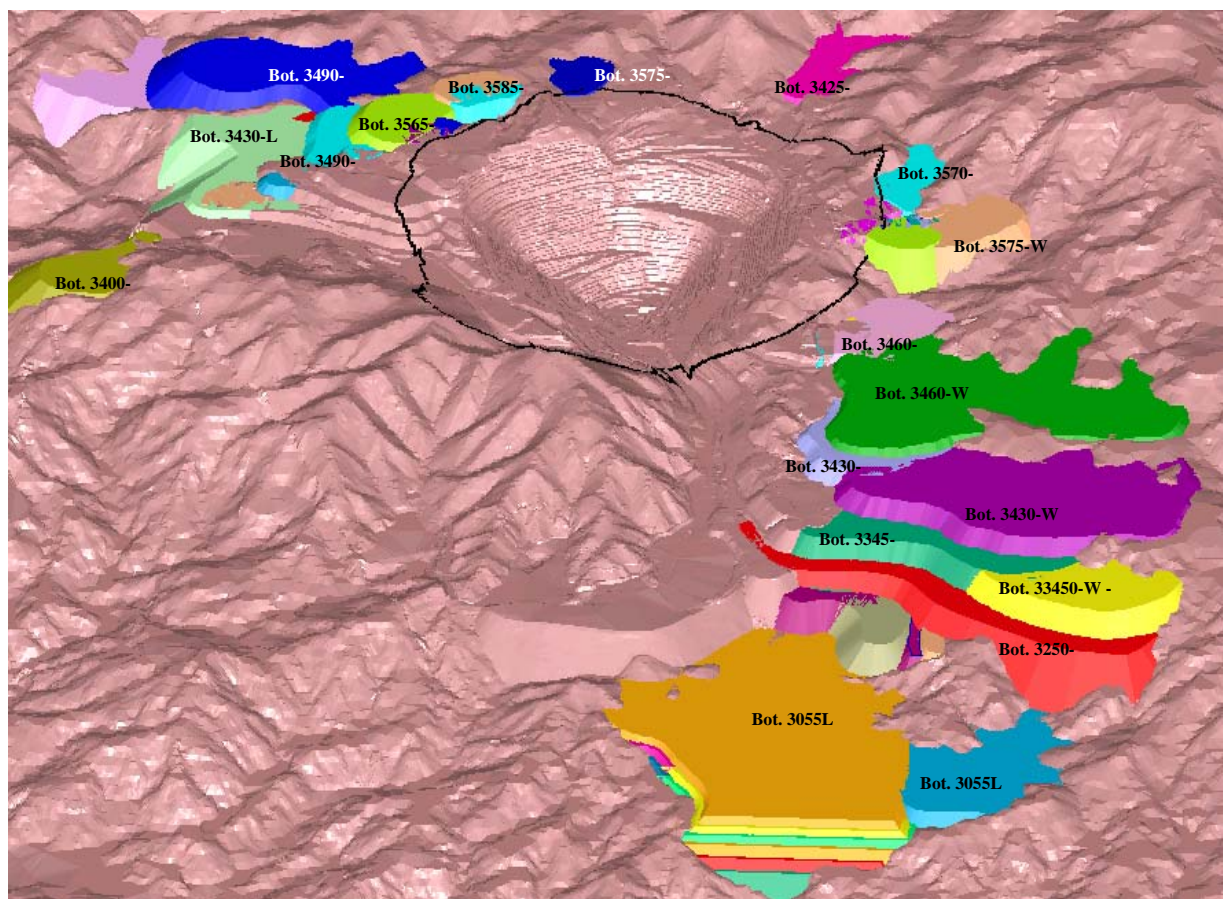 Bot. 3490-
Bot. 3575-
Bot. 3585-
Bot. 3425-
Bot. 3565-
Bot. 3430-L
Bot. 3490-
Bot. 3570-
Bot. 3575-W
Bot. 3400-
Bot. 3460-
Bot. 3460-W
Bot. 3430-
Bot. 3430-W
Bot. 3345-
Bot. 33450-W -
Bot. 3250-
Bot. 3055L
Bot. 3055L